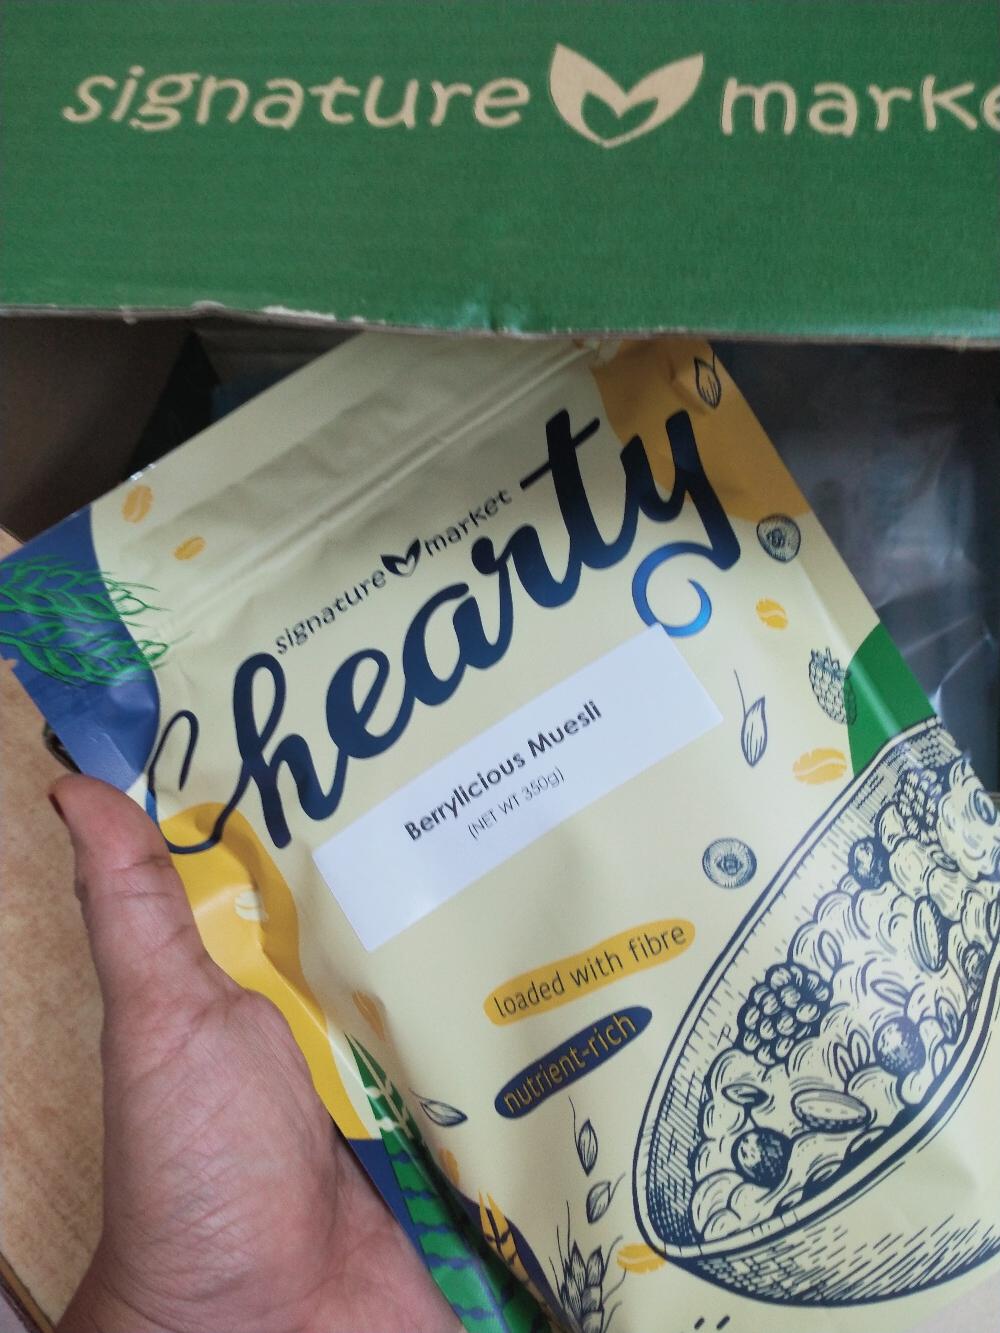 signature market
signature market
hearty
Berrylicious Muesli
(NET WT 350g)
loaded with fibre
nutrient-rich